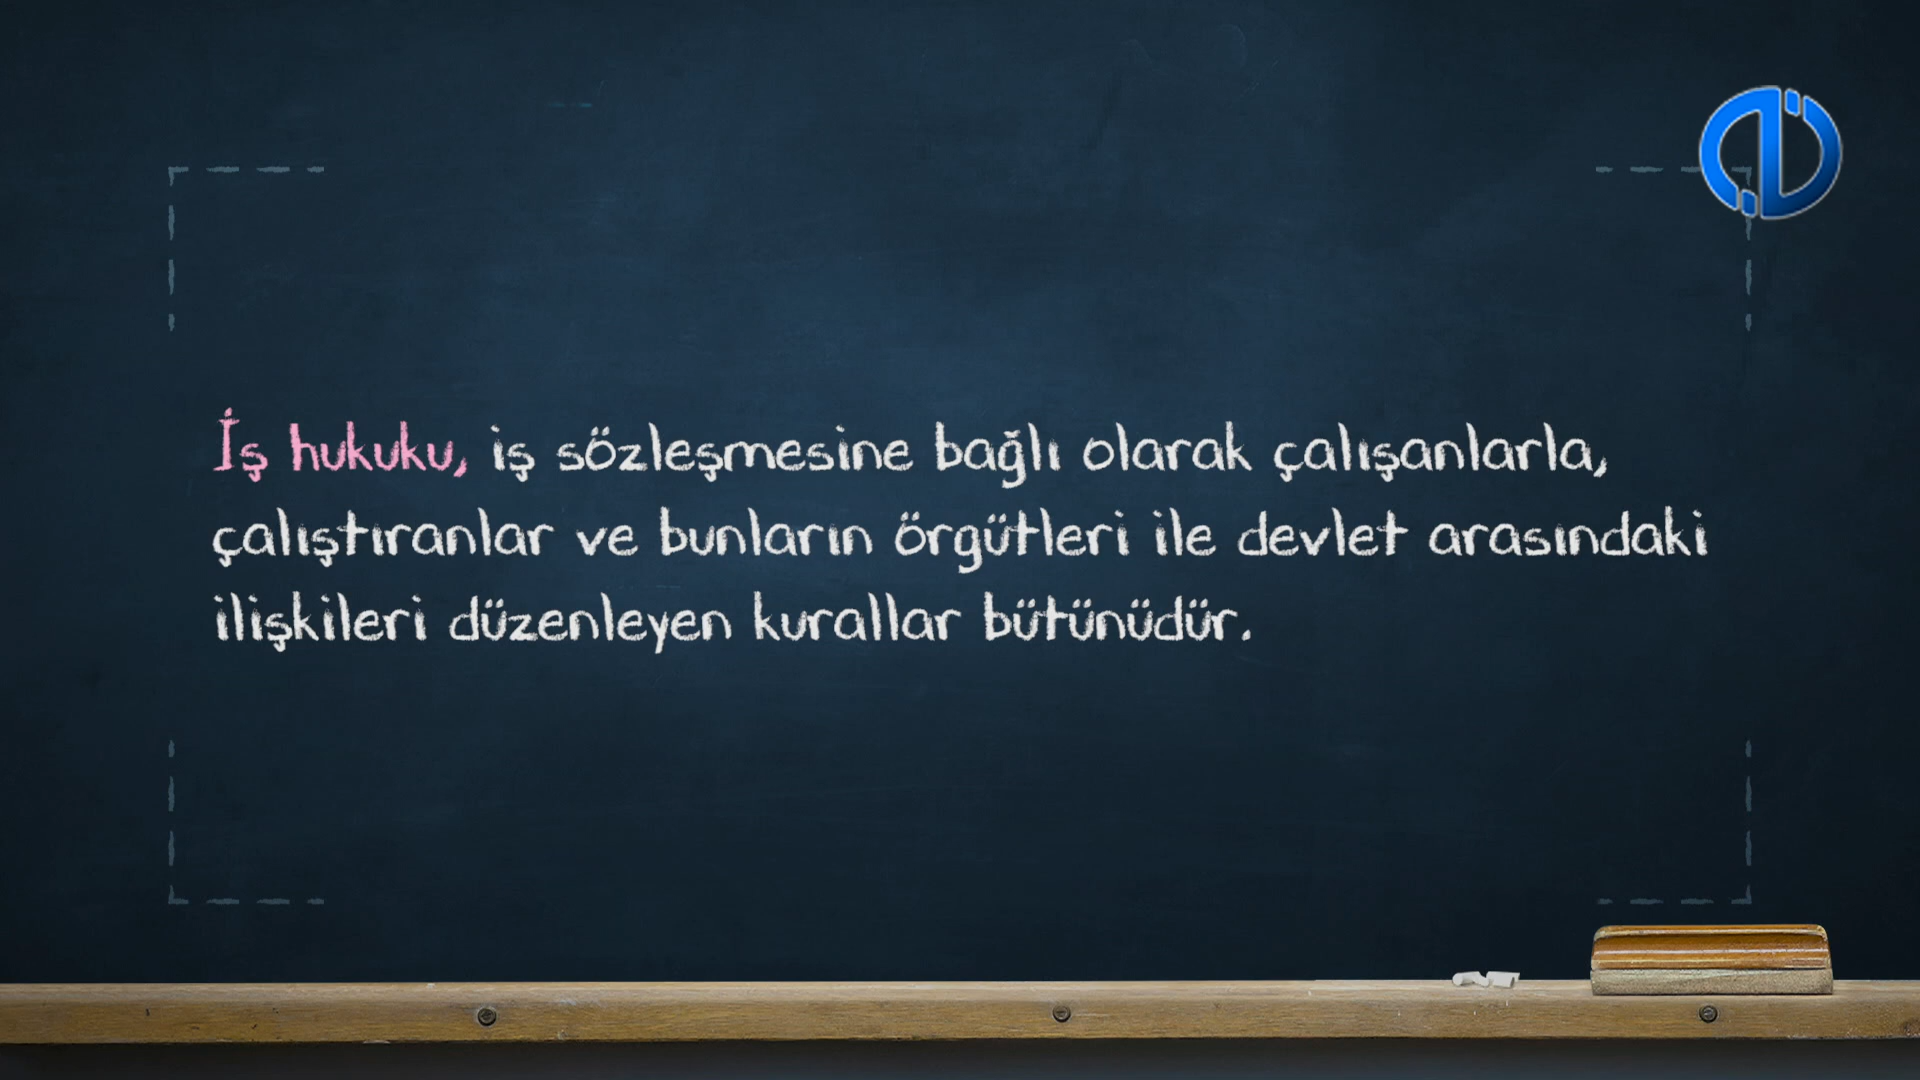 İş hukuku, iş sözleşmesine bağlı olarak çalışanlarla,
çalıştıranlar ve bunların örgütleri ile devlet arasındaki
ilişkileri düzenleyen kurallar bütünüdür.